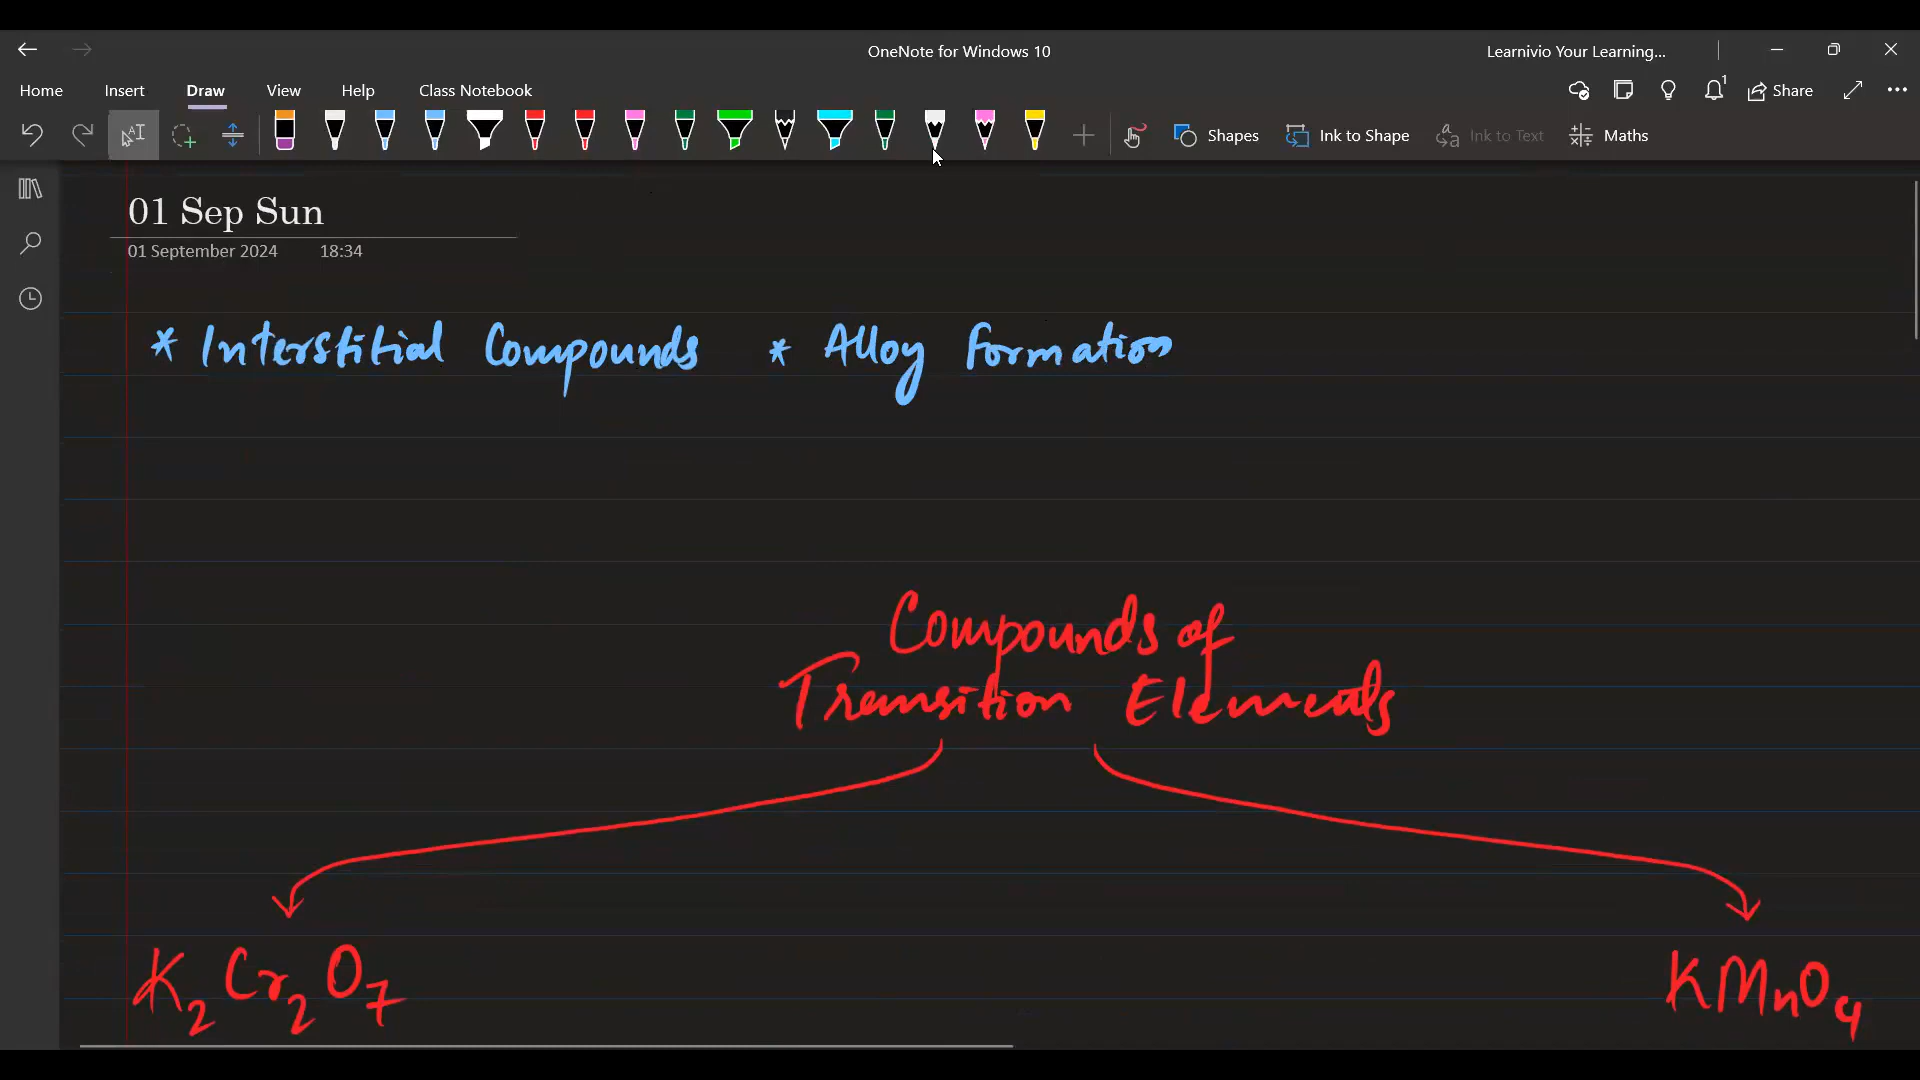 OneNote for Windows 10
Learnivio Your Learning...
Home Insert Draw View Help Class Notebook
1
Share
AI
Shapes
Ink to Shape
Ink to Text
Maths
01 Sep Sun
01 September 2024 18:34
* Interstitial Compounds * Alloy Formation
Compounds of
Transition Elements
K₂Cr₂O₇ KMnO₄